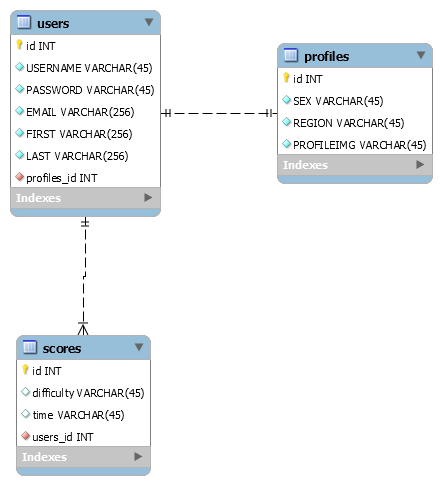 users
id INT
USERNAME VARCHAR(45)
PASSWORD VARCHAR(45)
EMAIL VARCHAR(256)
FIRST VARCHAR(256)
LAST VARCHAR(256)
profiles_id INT
Indexes
profiles
id INT
SEX VARCHAR(45)
REGION VARCHAR(45)
PROFILEIMG VARCHAR(45)
Indexes
scores
id INT
difficulty VARCHAR(45)
time VARCHAR(45)
users_id INT
Indexes